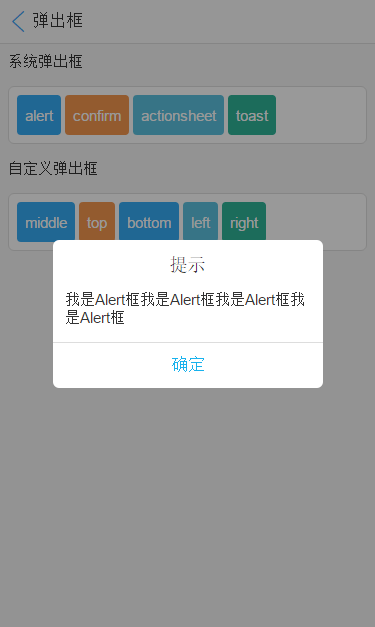 弹出框
系统弹出框
alert confirm actionsheet toast
自定义弹出框
middle top bottom left right
提示
我是Alert框我是Alert框我是Alert框我
是Alert框
确定